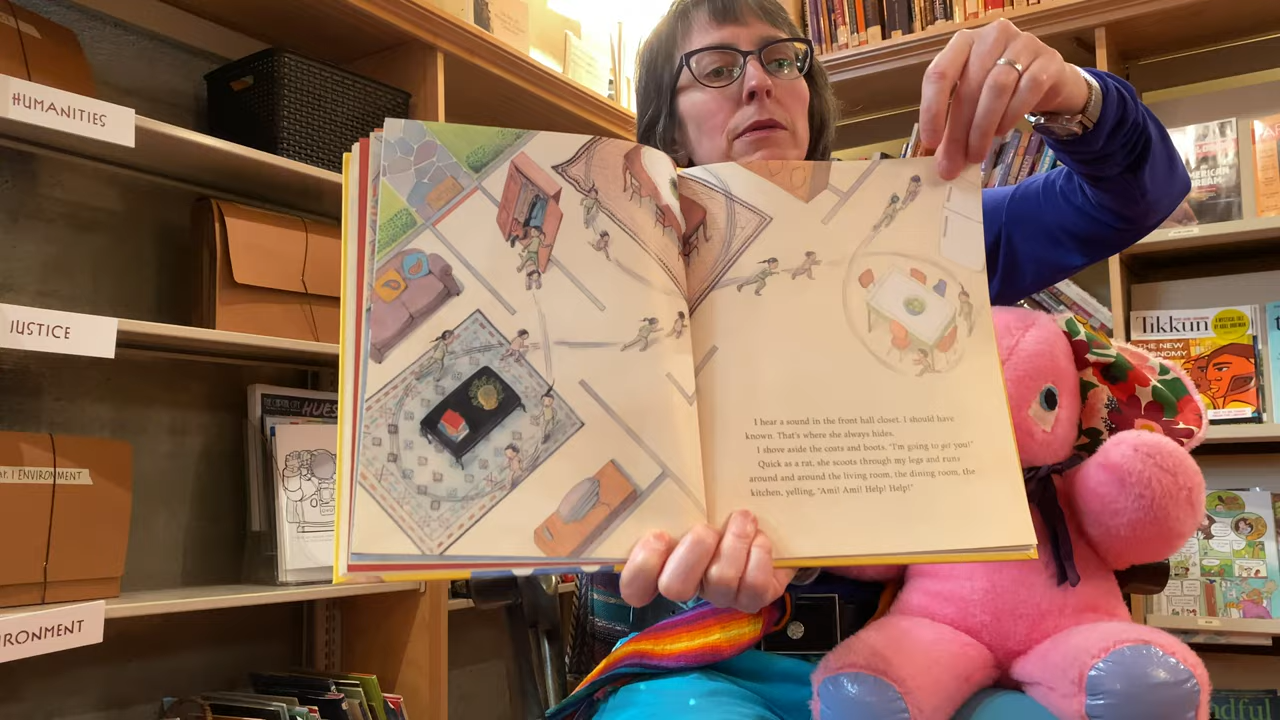 HUMANITIES
JUSTICE
ENVIRONMENT
IRONMENT
HUES
I hear a sound in the front hall closet. I should have
known. That's where she always hides.
I shove aside the coats and boots. "I'm going to get you!"
Quick as a rat, she scoots through my legs and runs
around and around the living room, the dining room, the
kitchen, yelling, "Ami! Ami! Help! Help!"
Tikkun
THE NEW